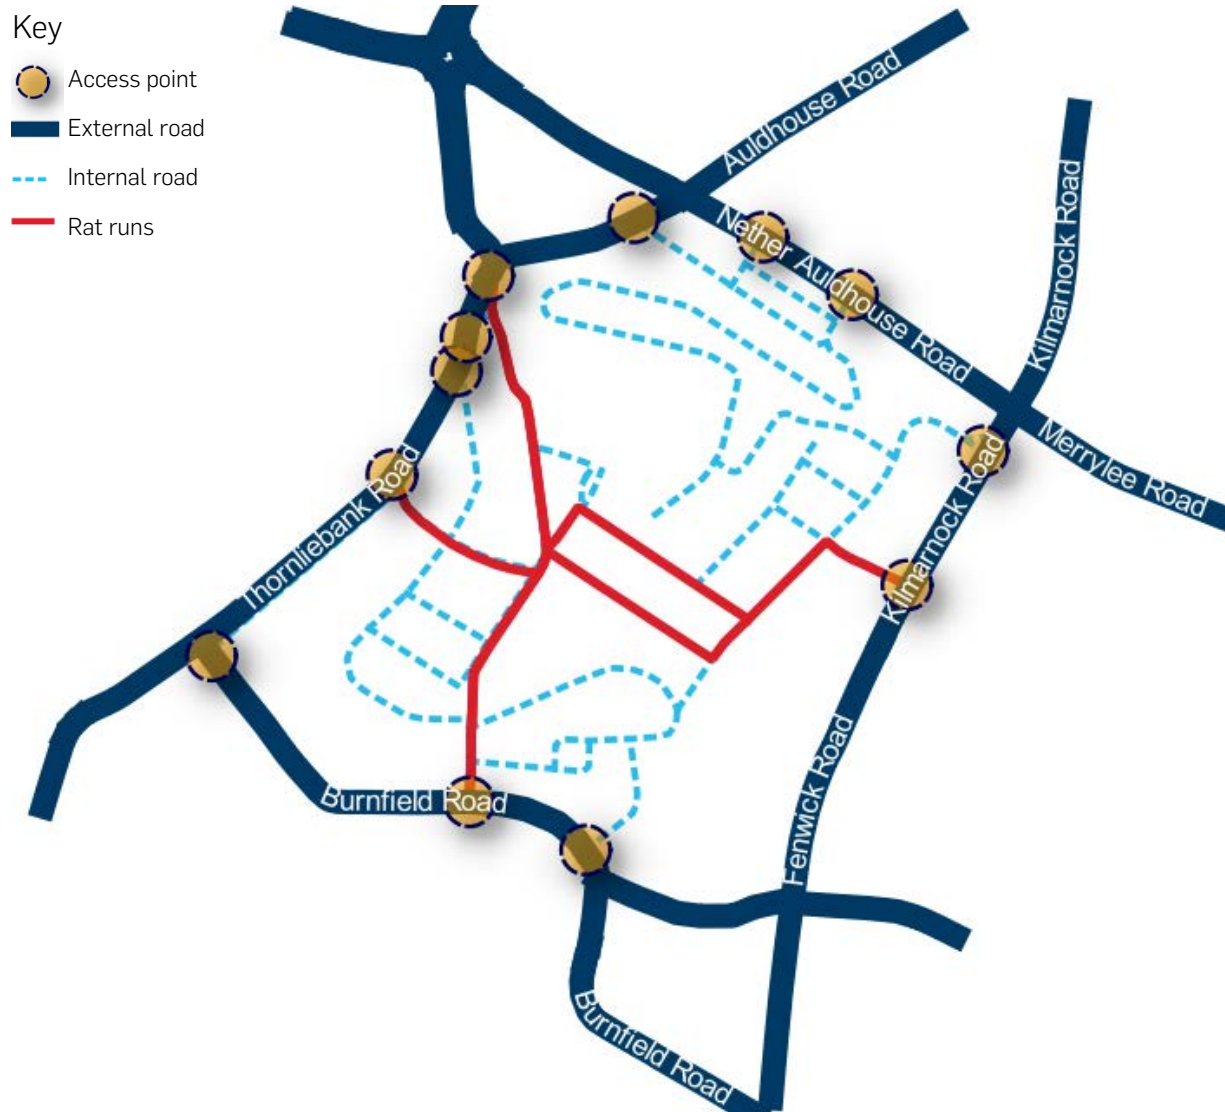 Key
Access point
External road
Internal road
Rat runs
Auldhouse Road
Nether Auldhouse Road
Kilmarnock Road
Merrylee Road
Kilmarnock Road
Thornliebank Road
Fenwick Road
Burnfield Road
Burnfield Road